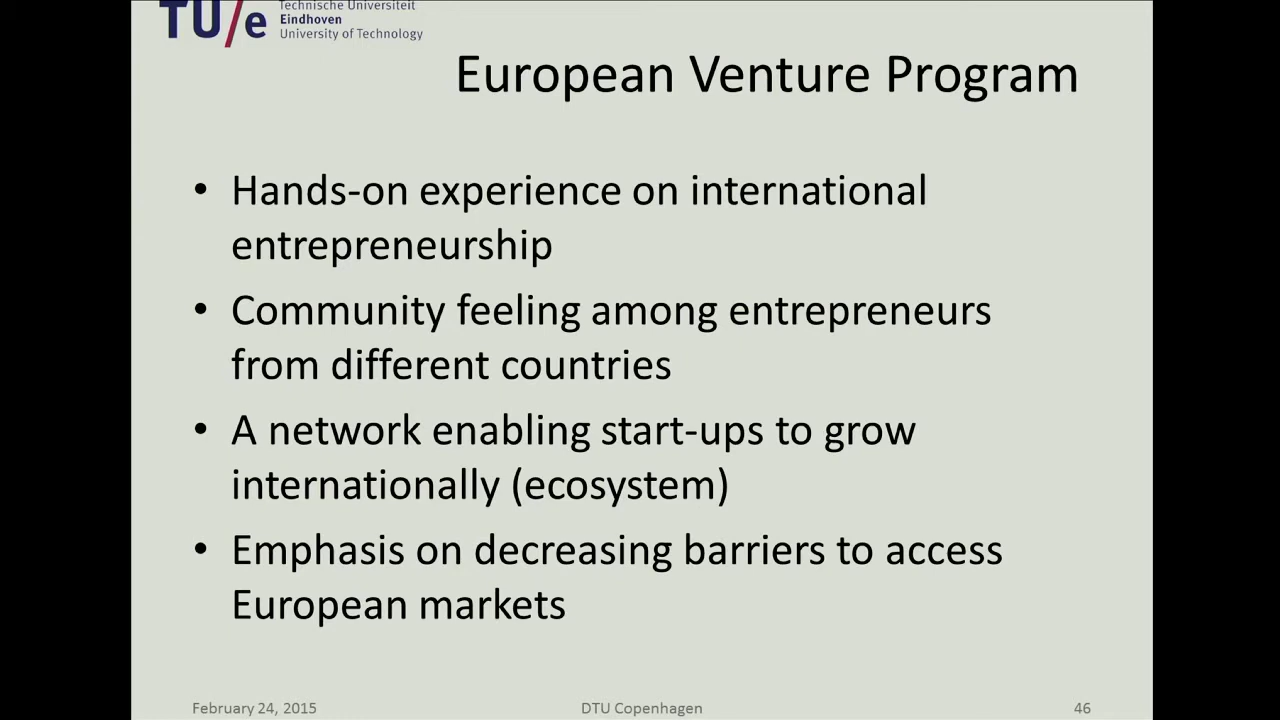 TU/e
Technische Universiteit
Eindhoven
University of Technology
European Venture Program
• Hands-on experience on international
entrepreneurship
• Community feeling among entrepreneurs
from different countries
• A network enabling start-ups to grow
internationally (ecosystem)
• Emphasis on decreasing barriers to access
European markets
February 24, 2015
DTU Copenhagen
46